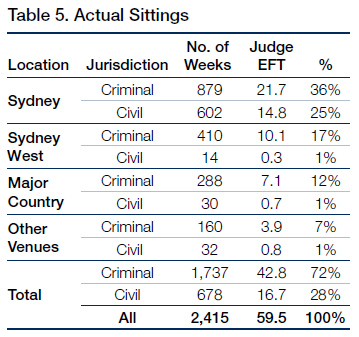 Table 5. Actual Sittings
Location Jurisdiction No. of Weeks Judge EFT %
Sydney Criminal 879 21.7 36%
Civil 602 14.8 25%
Sydney West Criminal 410 10.1 17%
Civil 14 0.3 1%
Major Country Criminal 288 7.1 12%
Civil 30 0.7 1%
Other Venues Criminal 160 3.9 7%
Civil 32 0.8 1%
Total Criminal 1,737 42.8 72%
Civil 678 16.7 28%
All 2,415 59.5 100%